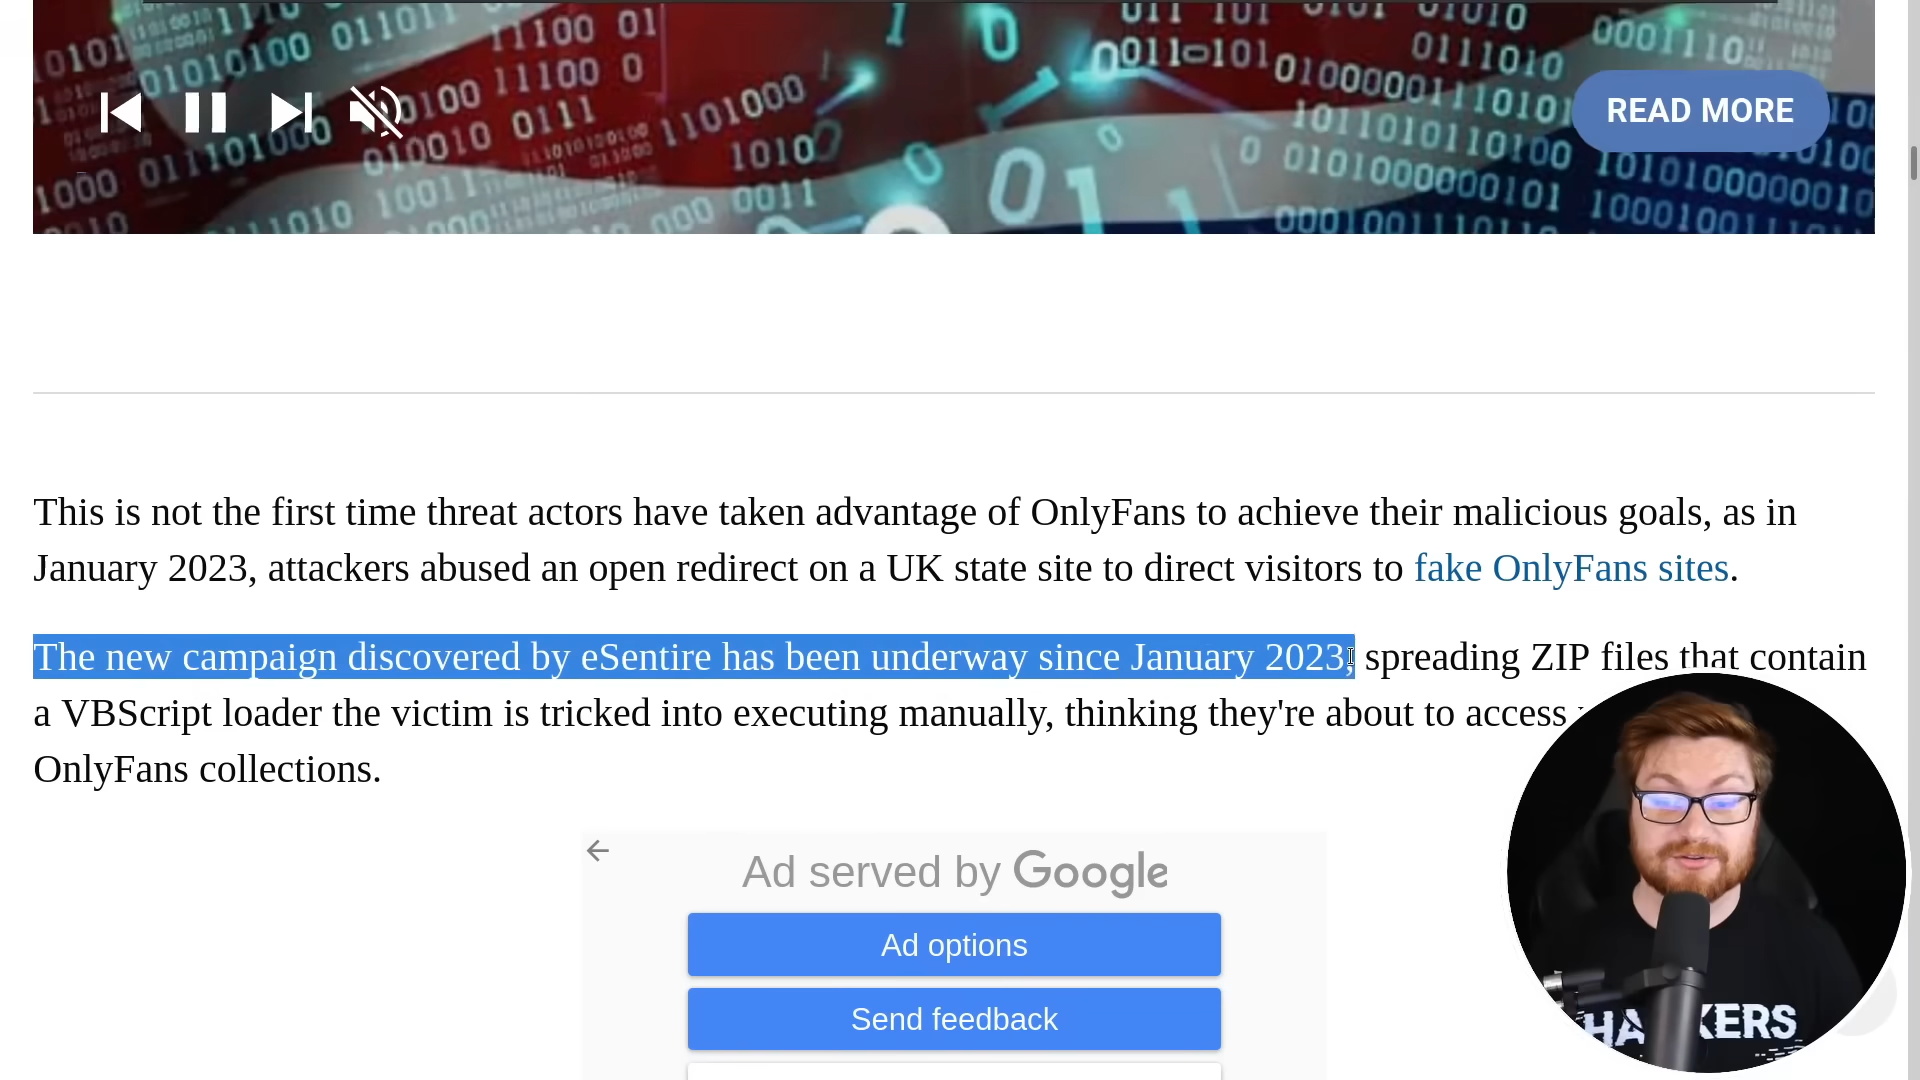 READ MORE
This is not the first time threat actors have taken advantage of OnlyFans to achieve their malicious goals, as in
January 2023, attackers abused an open redirect on a UK state site to direct visitors to fake OnlyFans sites.
The new campaign discovered by eSentire has been underway since January 2023, spreading ZIP files that contain
a VBScript loader the victim is tricked into executing manually, thinking they're about to access
OnlyFans collections.
Ad served by Google
Ad options
Send feedback